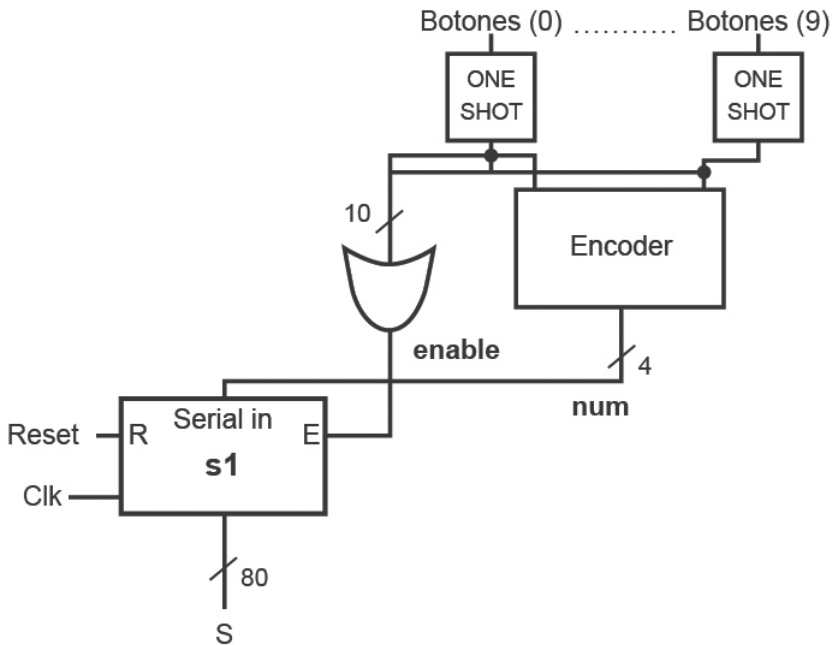 Botones (0) ........... Botones (9)
ONE
SHOT
ONE
SHOT
10
Encoder
enable
4
num
Reset
R
Serial in
E
s1
Clk
80
S